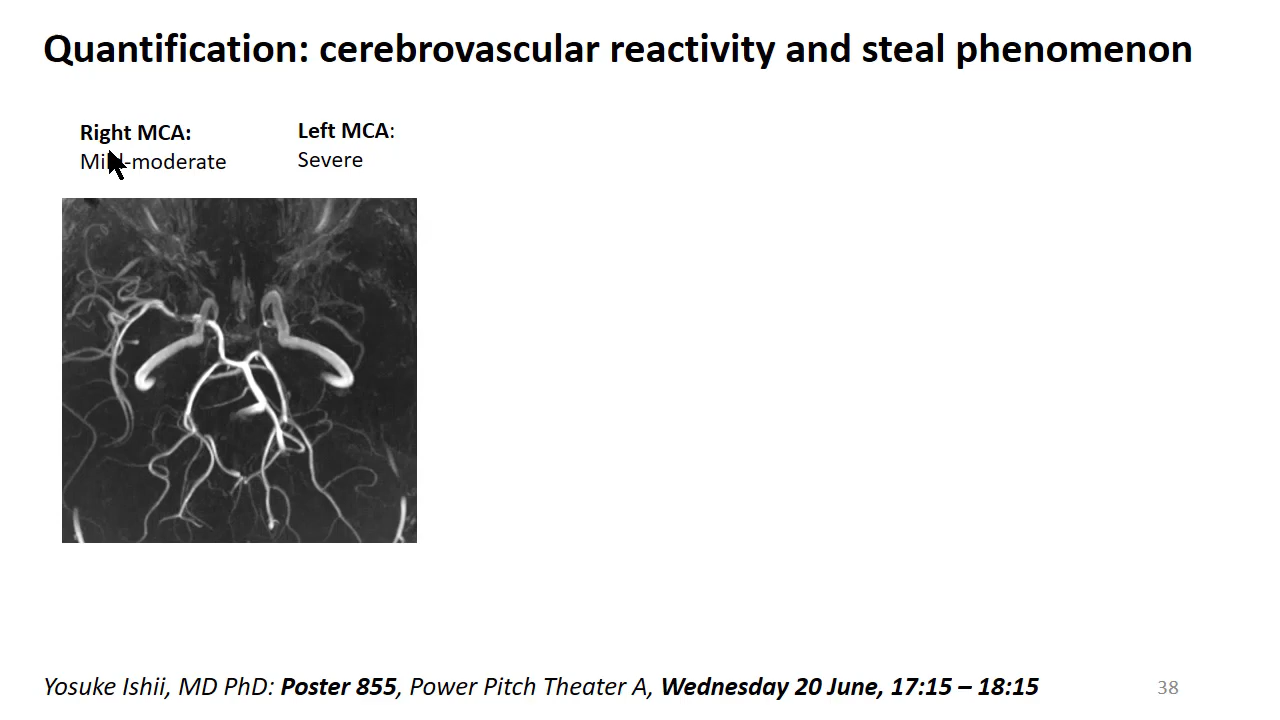 Quantification: cerebrovascular reactivity and steal phenomenon
Right MCA:
Mild-moderate
Left MCA:
Severe
Yosuke Ishii, MD PhD: Poster 855, Power Pitch Theater A, Wednesday 20 June, 17:15 – 18:15
38